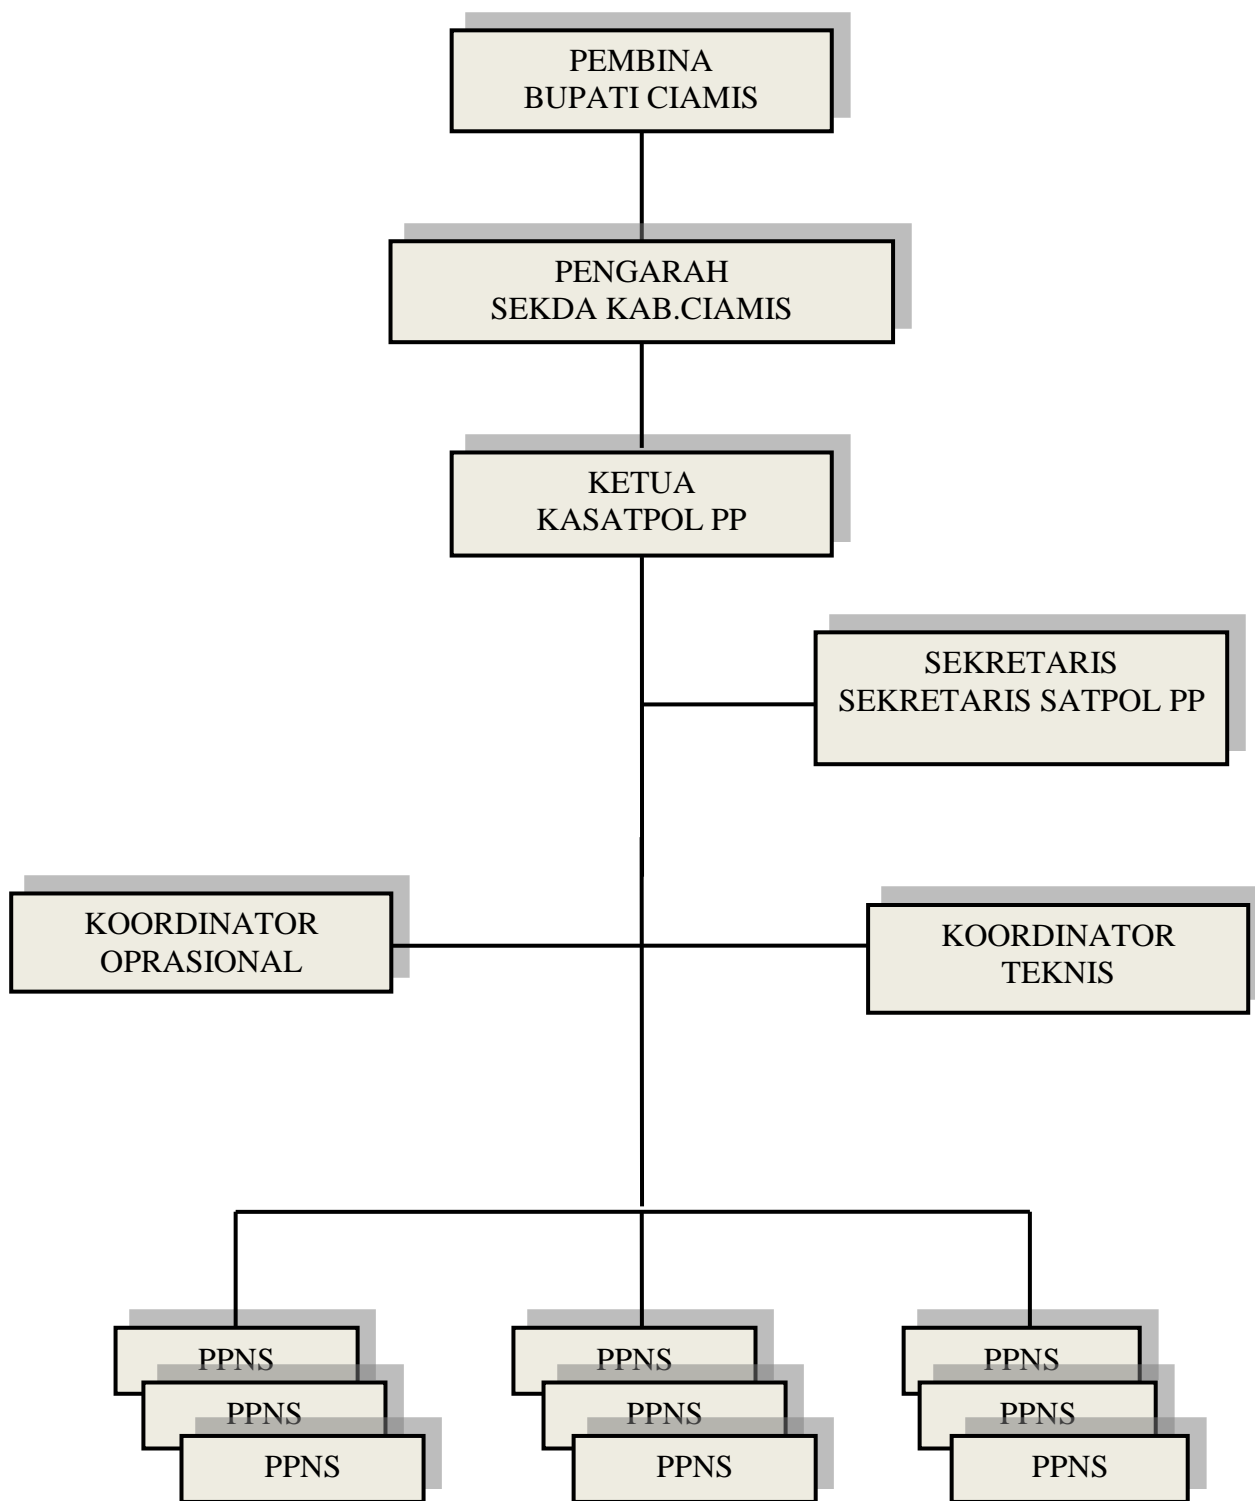 PEMBINA
BUPATI CIAMIS
PENGARAH
SEKDA KAB.CIAMIS
KETUA
KASATPOL PP
SEKRETARIS
SEKRETARIS SATPOL PP
KOORDINATOR
OPRASIONAL
KOORDINATOR
TEKNIS
PPNS
PPNS
PPNS
PPNS
PPNS
PPNS
PPNS
PPNS
PPNS